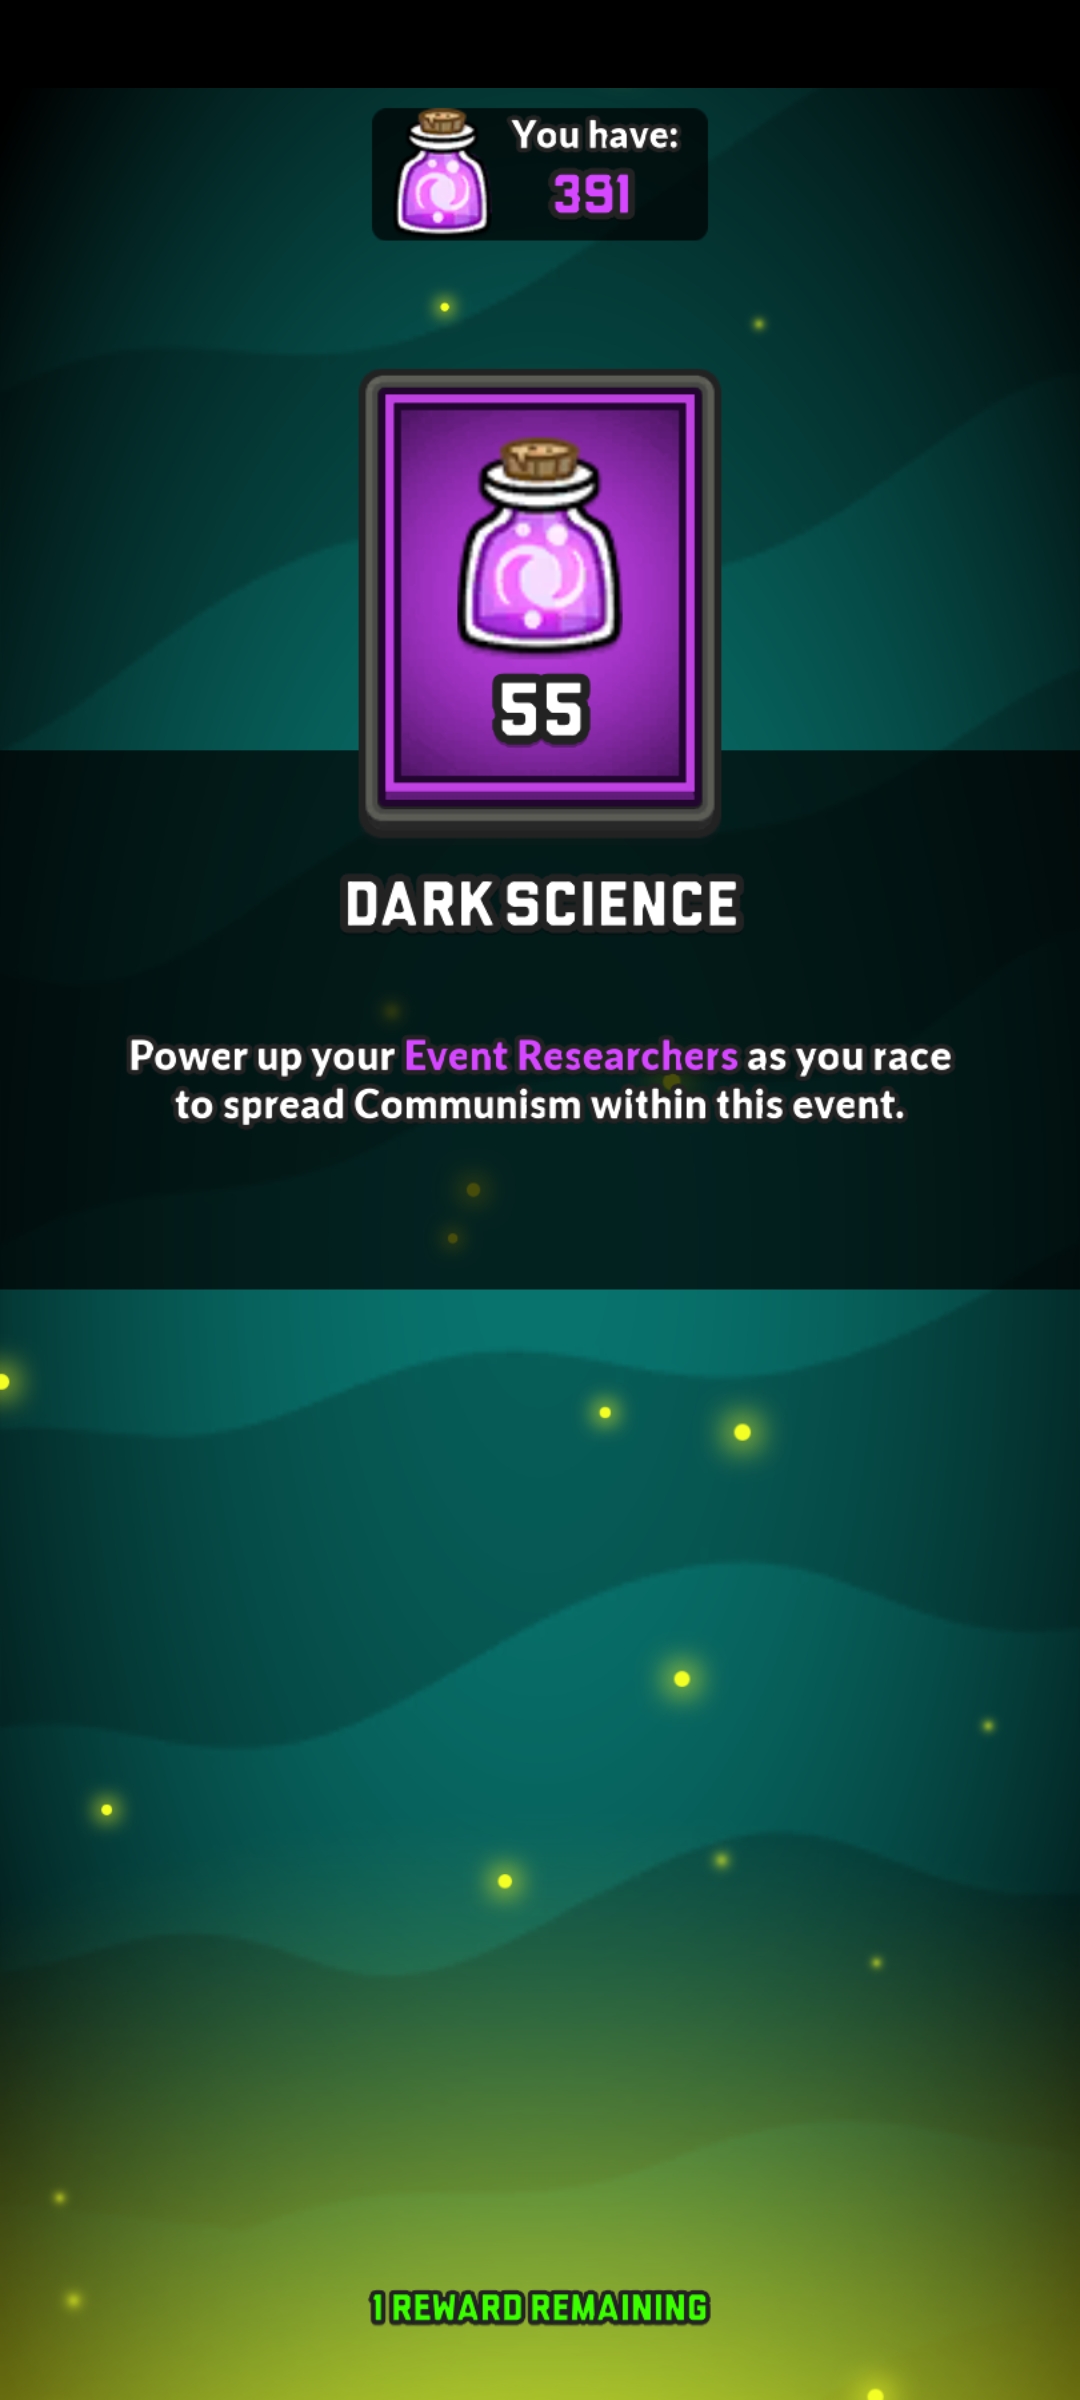 You have:
391
55
DARK SCIENCE
Power up your Event Researchers as you race
to spread Communism within this event.
1 REWARD REMAINING